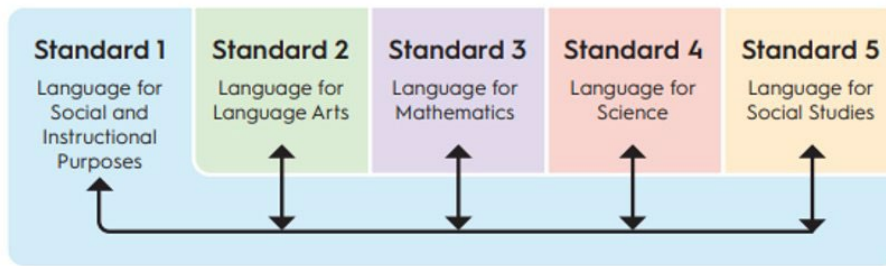 Standard 1
Language for
Social and
Instructional
Purposes
Standard 2
Language for
Language Arts
Standard 3
Language for
Mathematics
Standard 4
Language for
Science
Standard 5
Language for
Social Studies